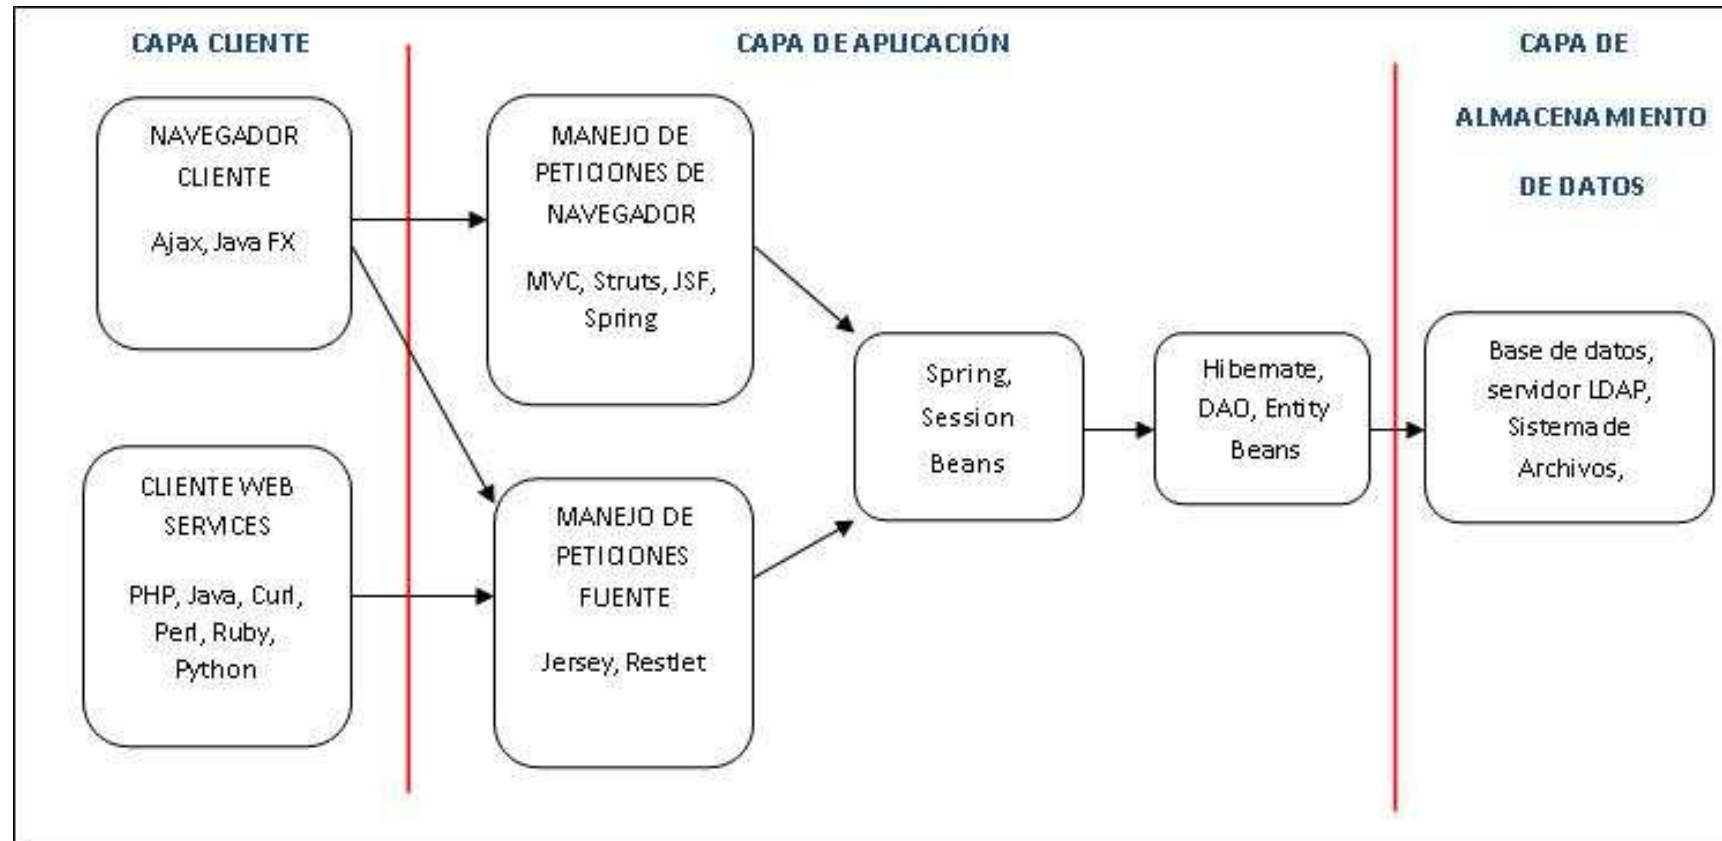 CAPA CLIENTE
CAPA DE APLICACIÓN
CAPA DE
ALMACENAMIENTO
DE DATOS
NAVEGADOR
CLIENTE
Ajax, Java FX
MANEJO DE
PETICIONES DE
NAVEGADOR
MVC, Struts, JSF,
Spring
CLIENTE WEB
SERVICES
PHP, Java, Curl,
Perl, Ruby,
Python
MANEJO DE
PETICIONES
FUENTE
Jersey, Restlet
Spring,
Session
Beans
Hibernate,
DAO, Entity
Beans
Base de datos,
servidor LDAP,
Sistema de
Archivos,